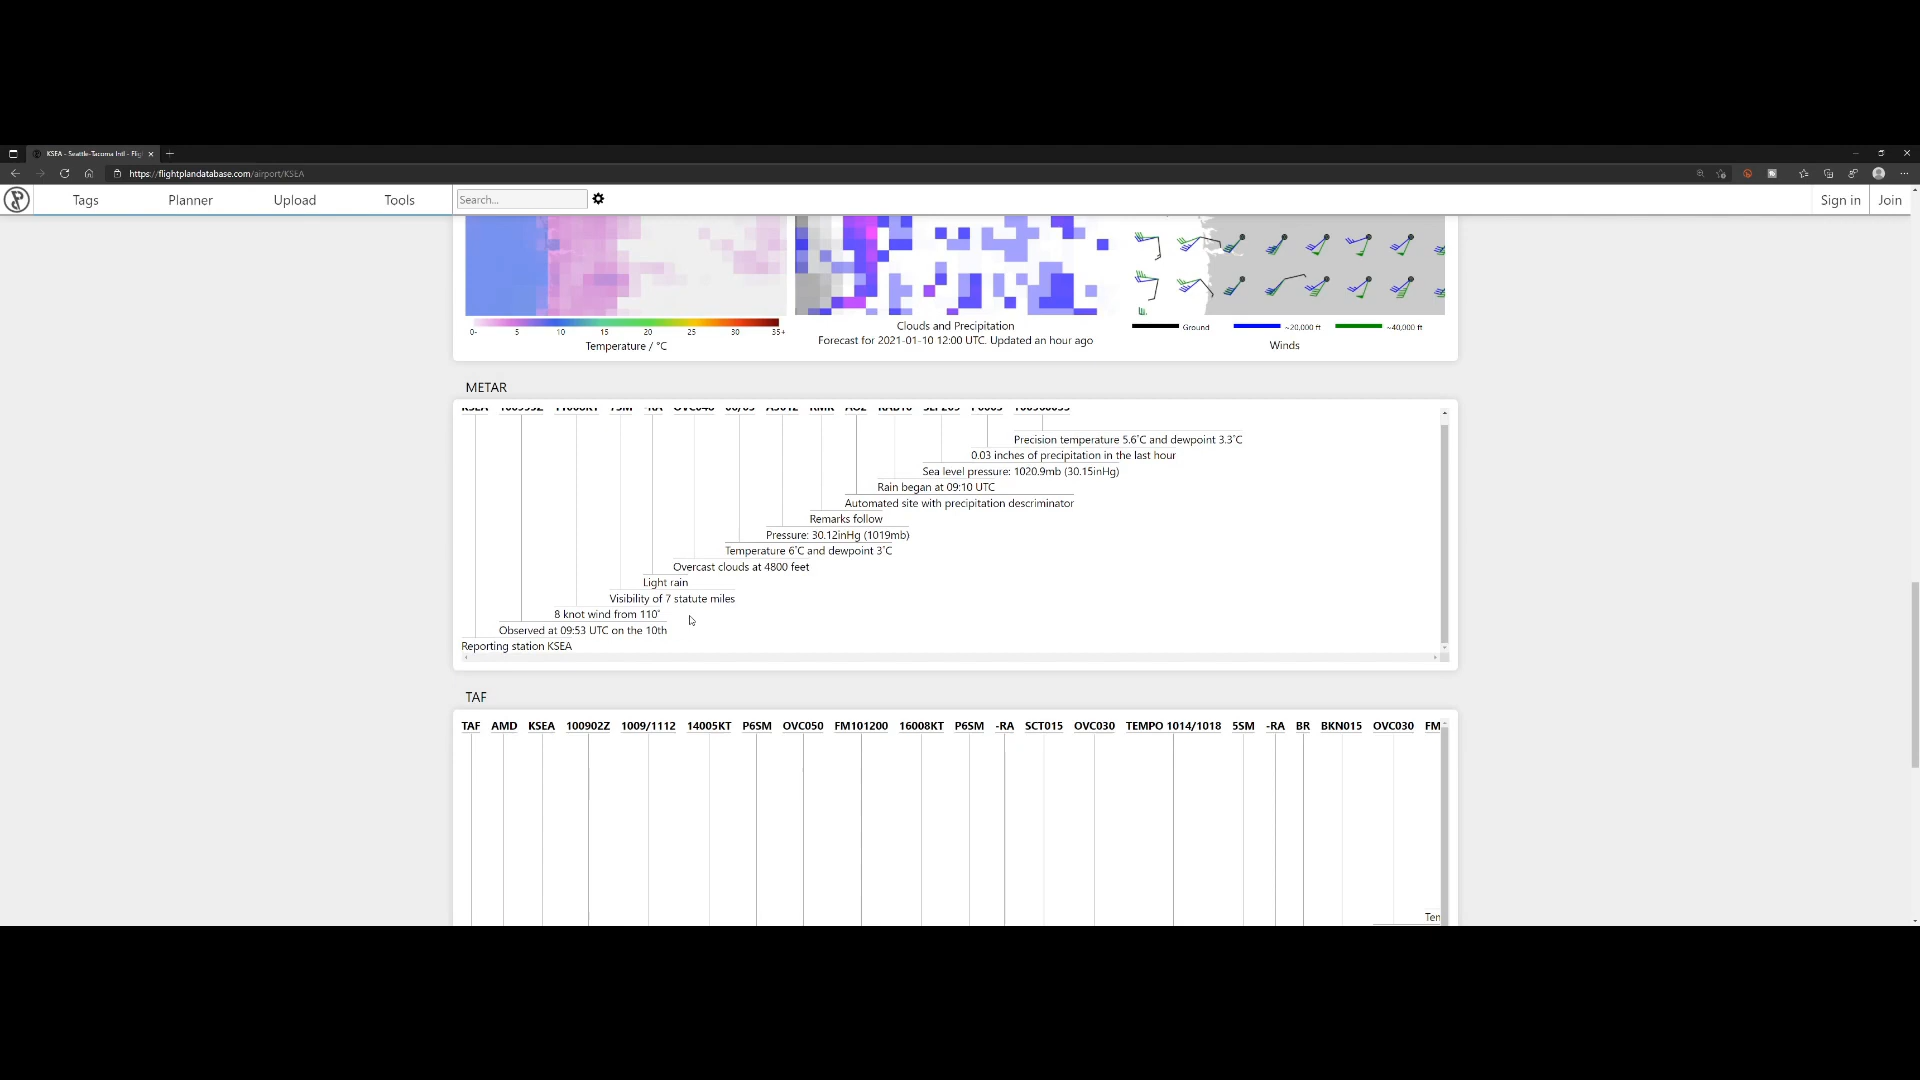 KSEA - Seattle-Tacoma Intl - Flig
https://flightplandatabase.com/airport/KSEA
Tags Planner Upload Tools Search... Sign in Join
0- 5 10 15 20 25 30 35+
Temperature / °C
Clouds and Precipitation
Forecast for 2021-01-10 12:00 UTC. Updated an hour ago
Ground ~20,000 ft ~40,000 ft
Winds
METAR
Precision temperature 5.6°C and dewpoint 3.3°C
0.03 inches of precipitation in the last hour
Sea level pressure: 1020.9mb (30.15inHg)
Rain began at 09:10 UTC
Automated site with precipitation descriminator
Remarks follow
Pressure: 30.12inHg (1019mb)
Temperature 6°C and dewpoint 3°C
Overcast clouds at 4800 feet
Light rain
Visibility of 7 statute miles
8 knot wind from 110°
Observed at 09:53 UTC on the 10th
Reporting station KSEA
TAF
TAF AMD KSEA 100902Z 1009/1112 14005KT P6SM OVC050 FM101200 16008KT P6SM -RA SCT015 OVC030 TEMPO 1014/1018 5SM -RA BR BKN015 OVC030 FM
Ten